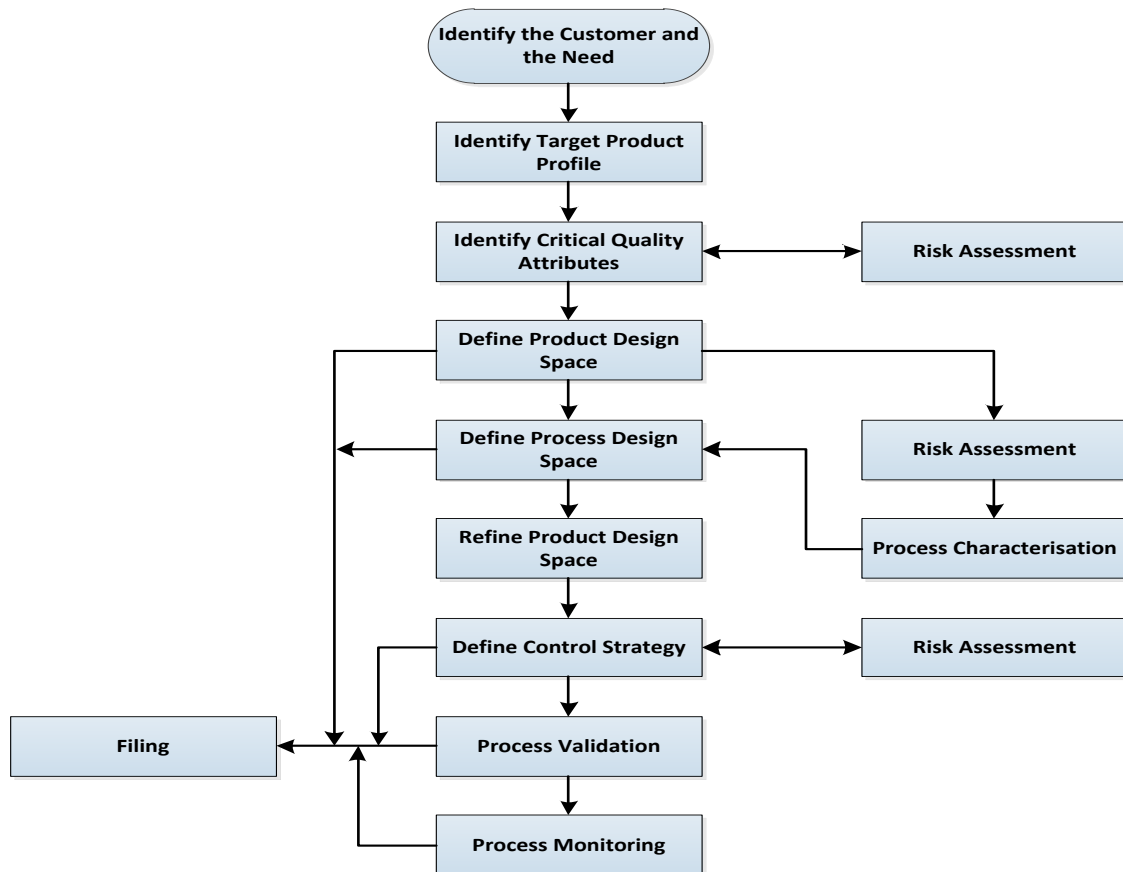 Identify the Customer and
the Need
Identify Target Product
Profile
Identify Critical Quality
Attributes
Risk Assessment
Define Product Design
Space
Define Process Design
Space
Risk Assessment
Refine Product Design
Space
Process Characterisation
Define Control Strategy
Risk Assessment
Filing
Process Validation
Process Monitoring